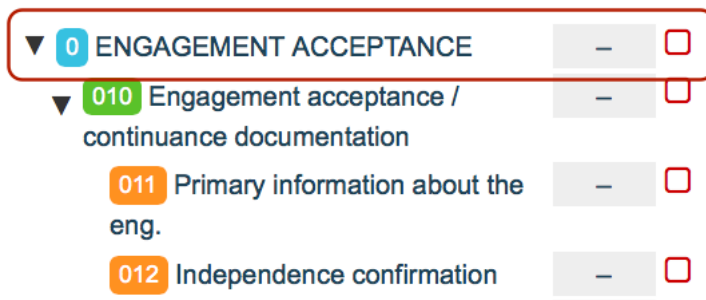 ▼ 0 ENGAGEMENT ACCEPTANCE –
▼ 010 Engagement acceptance / –
continuance documentation
011 Primary information about the –
eng.
012 Independence confirmation –